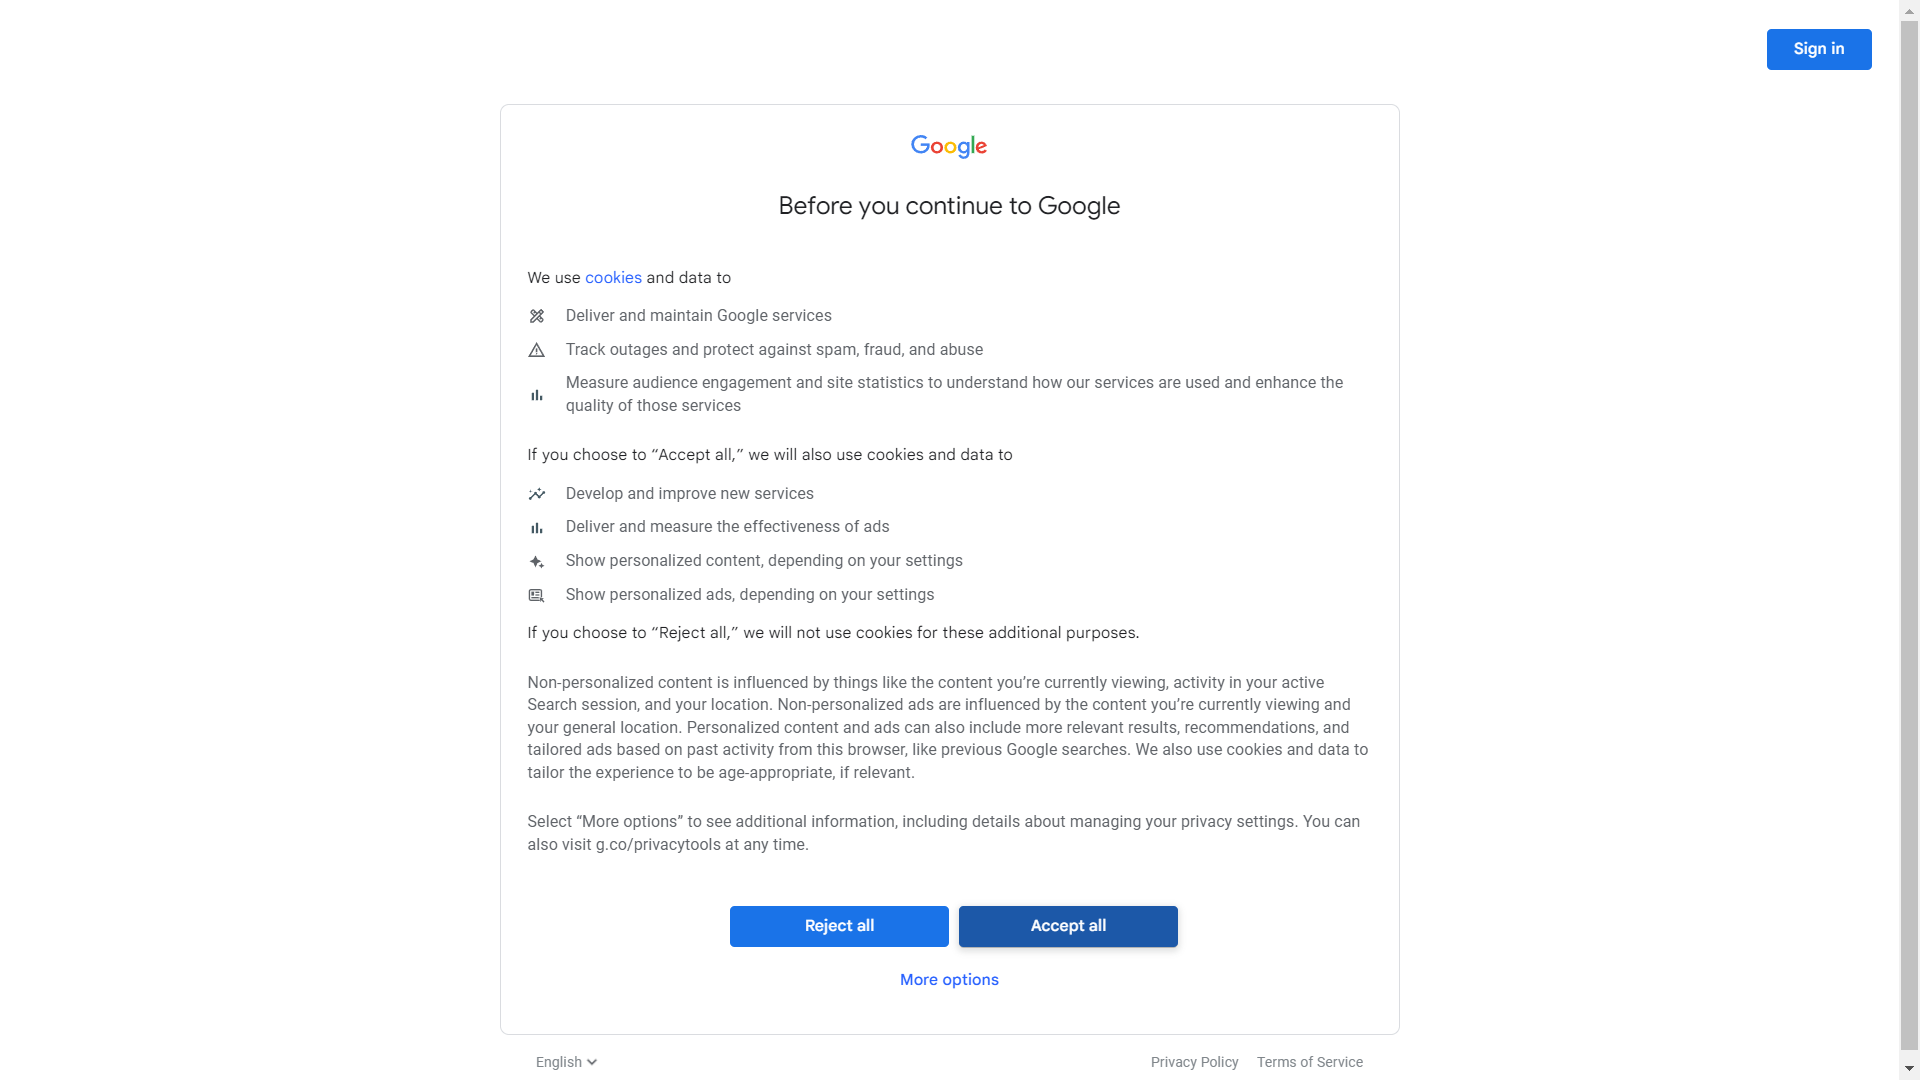 Sign in
Google
Before you continue to Google
We use cookies and data to
Deliver and maintain Google services
Track outages and protect against spam, fraud, and abuse
Measure audience engagement and site statistics to understand how our services are used and enhance the
quality of those services
If you choose to “Accept all,” we will also use cookies and data to
Develop and improve new services
Deliver and measure the effectiveness of ads
Show personalized content, depending on your settings
Show personalized ads, depending on your settings
If you choose to “Reject all,” we will not use cookies for these additional purposes.
Non-personalized content is influenced by things like the content you’re currently viewing, activity in your active
Search session, and your location. Non-personalized ads are influenced by the content you’re currently viewing and
your general location. Personalized content and ads can also include more relevant results, recommendations, and
tailored ads based on past activity from this browser, like previous Google searches. We also use cookies and data to
tailor the experience to be age-appropriate, if relevant.
Select “More options” to see additional information, including details about managing your privacy settings. You can
also visit g.co/privacytools at any time.
Reject all
Accept all
More options
English
Privacy Policy
Terms of Service